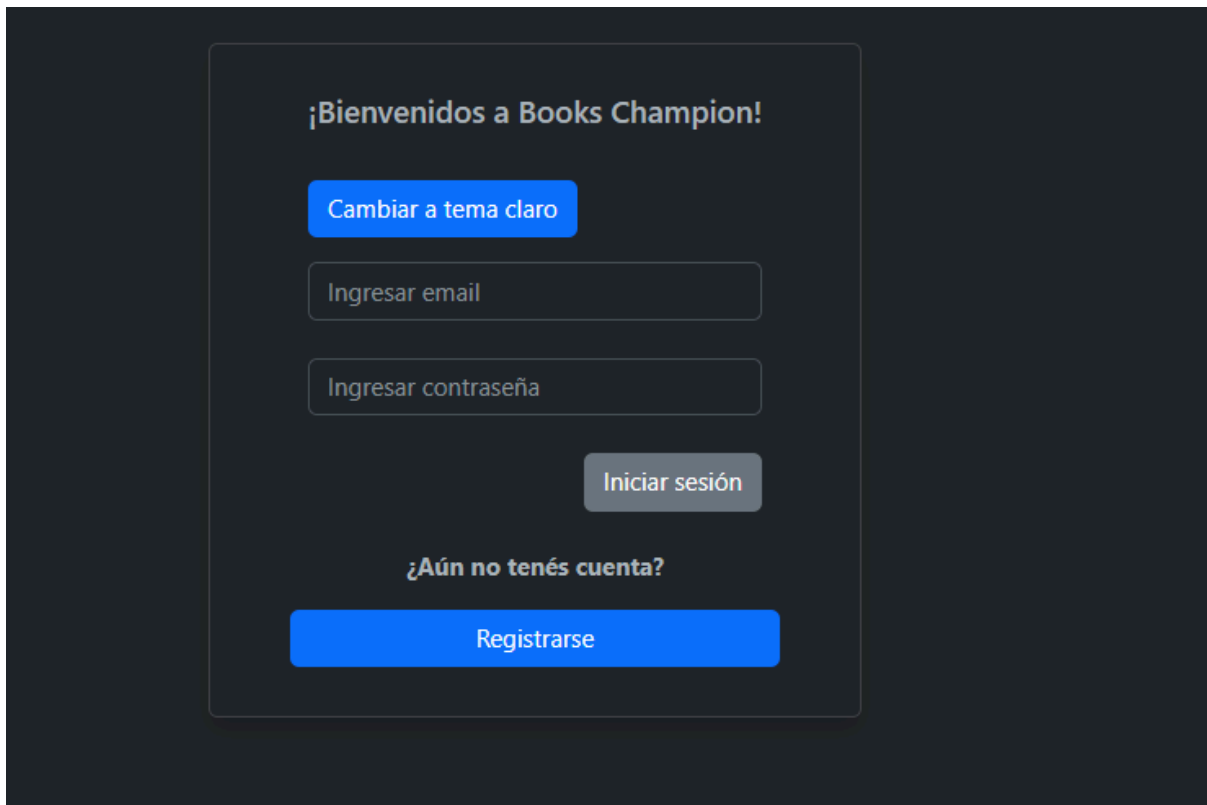 ¡Bienvenidos a Books Champion!
Cambiar a tema claro
Ingresar email
Ingresar contraseña
Iniciar sesión
¿Aún no tenés cuenta?
Registrarse